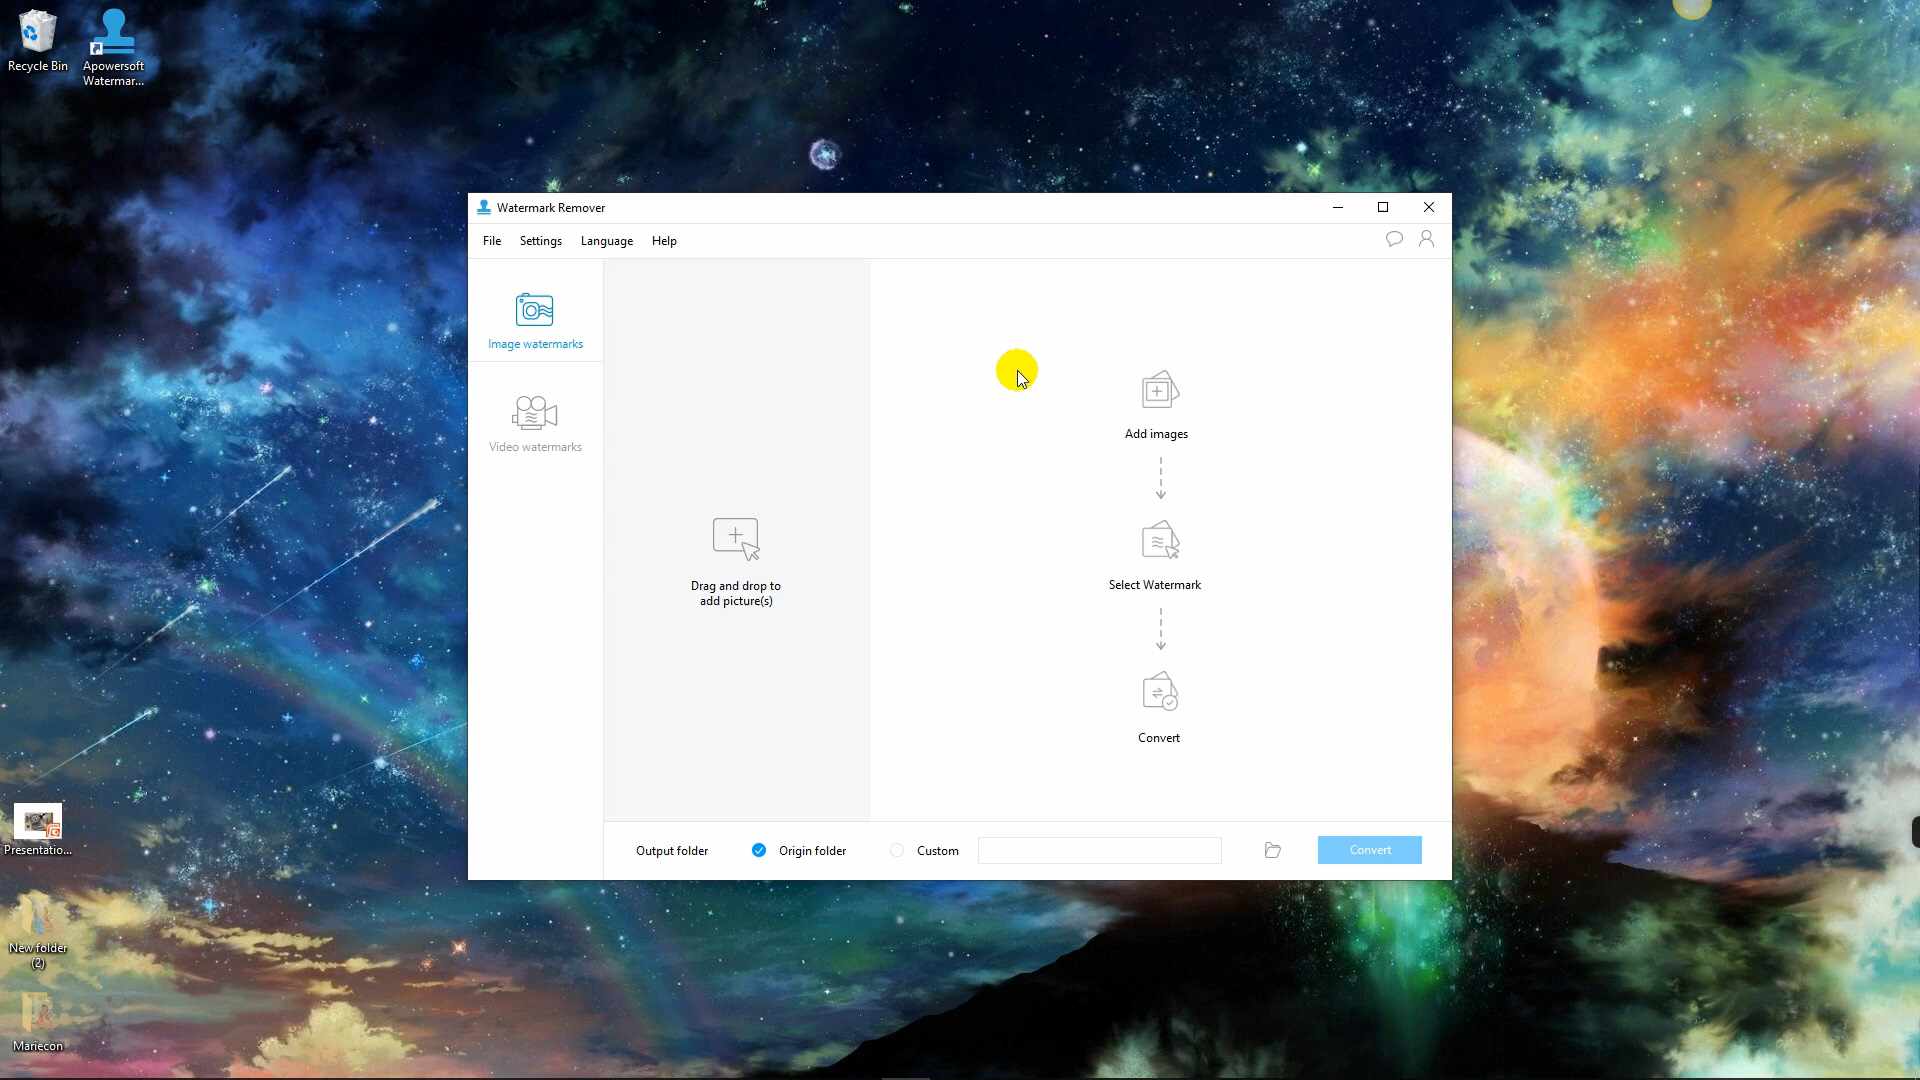 Recycle Bin
Apowersoft
Watermar...
Watermark Remover
File
Settings
Language
Help
Image watermarks
Video watermarks
Drag and drop to
add picture(s)
Add images
Select Watermark
Convert
Output folder
Origin folder
Custom
Convert
Presentatio...
New folder
(2)
Mariecon